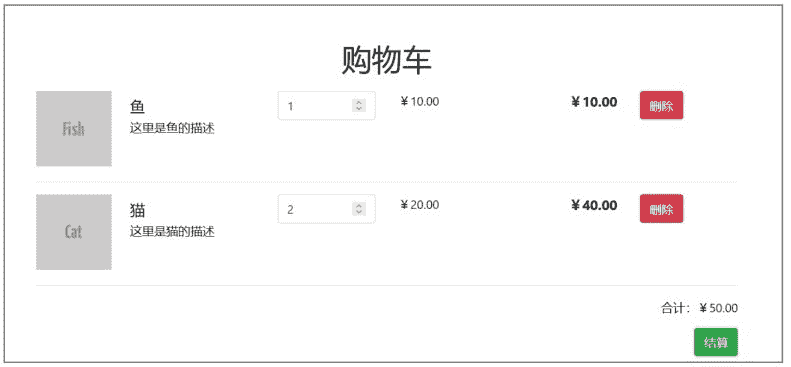 购物车
Fish
鱼
这里是鱼的描述
1
¥10.00
¥10.00
删除
Cat
猫
这里是猫的描述
2
¥20.00
¥40.00
删除
合计：¥50.00
结算